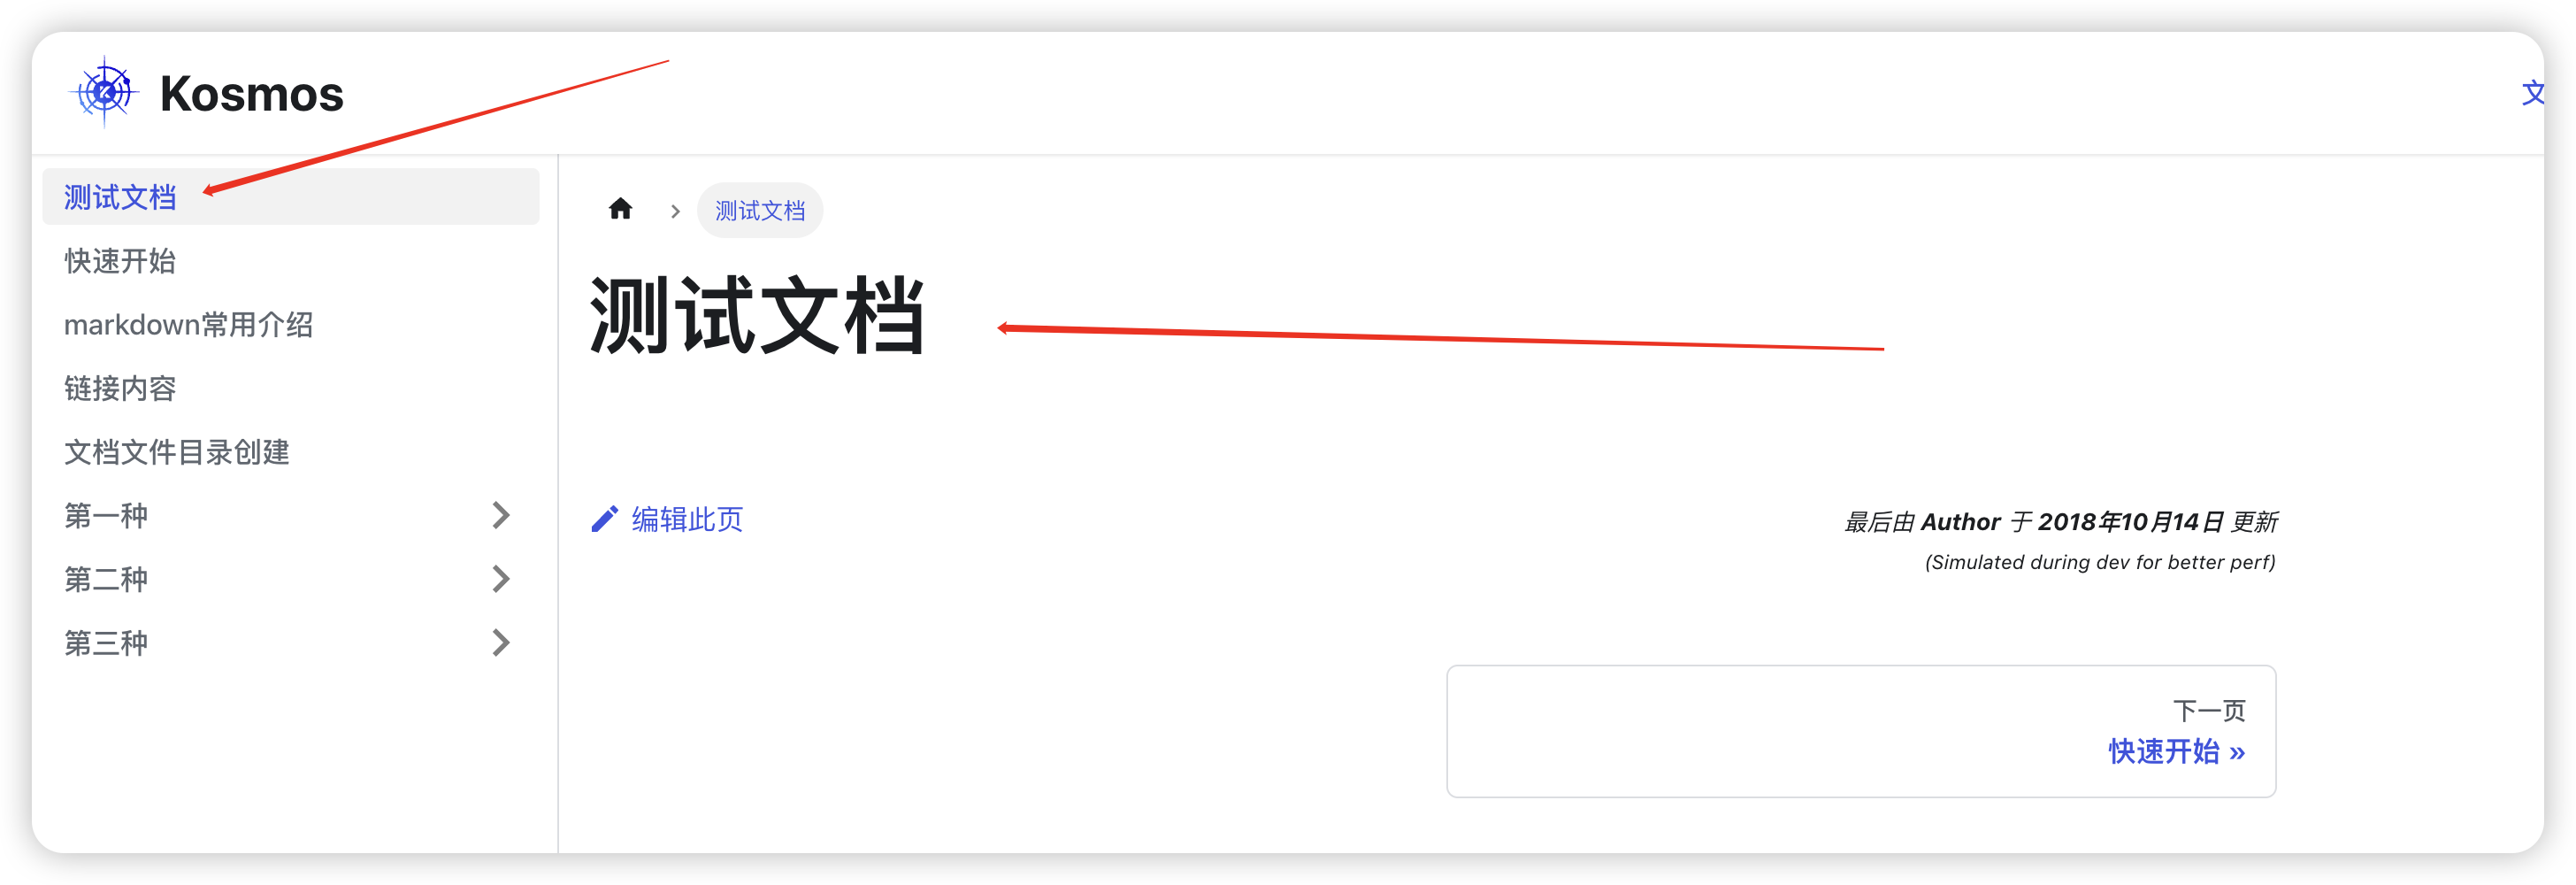 Kosmos
文
测试文档
快速开始
markdown常用介绍
链接内容
文档文件目录创建
第一种
第二种
第三种
测试文档
测试文档
编辑此页
最后由 Author 于 2018年10月14日 更新
(Simulated during dev for better perf)
下一页
快速开始 »